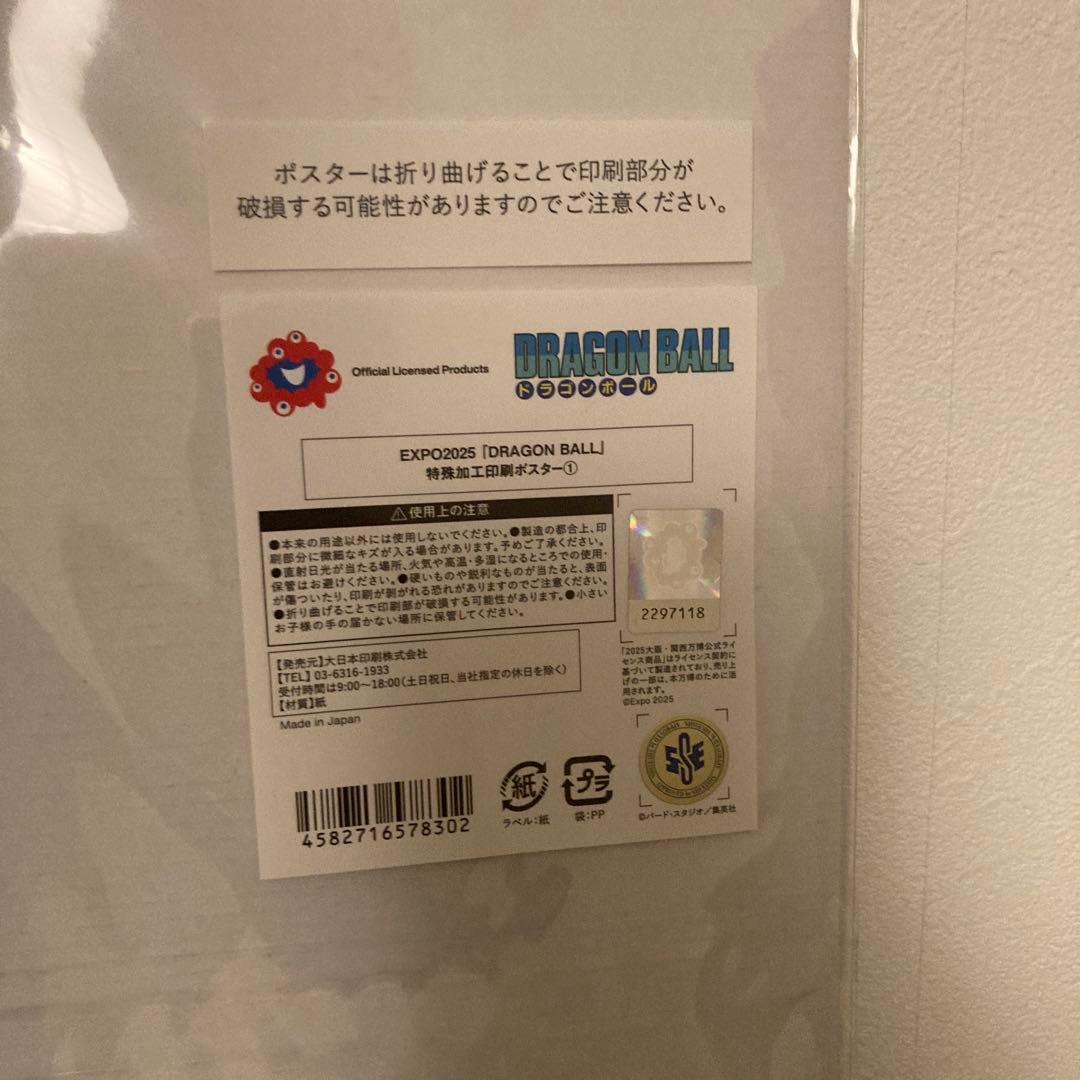 ポスターは折り曲げることで印刷部分が
破損する可能性がありますのでご注意ください。
Official Licensed Products
DRAGON BALL
ドラゴンボール
EXPO2025『DRAGON BALL』
特殊加工印刷ポスター①
⚠使用上の注意
●本来の用途以外には使用しないでください。●製造の都合上、印
刷部分に微細なキズが入る場合があります。予めご了承ください。
●直射日光が当たる場所、火気や高温・多湿になるところでの使用・
保管はお避けください。●硬いものや鋭利なものが当たると、表面
が傷ついたり、印刷が剥がれる恐れがありますのでご注意ください。
●折り曲げることで印刷部が破損する可能性があります。●小さい
お子様の手の届かない場所に保管してください。
2297118
【発売元】大日本印刷株式会社
【TEL】03-6316-1933
受付時間は9:00～18:00(土日祝日、当社指定の休日を除く)
【材質】紙
Made in Japan
「2025大阪・関西万博公式ライ
センス商品」はライセンス契約に
基づいて製造されており、売り上
げの一部は、本万博のために活
用されます。
©Expo 2025
4582716578302
紙
ラベル:紙
プラ
袋:PP
SSE
©バード・スタジオ／集英社